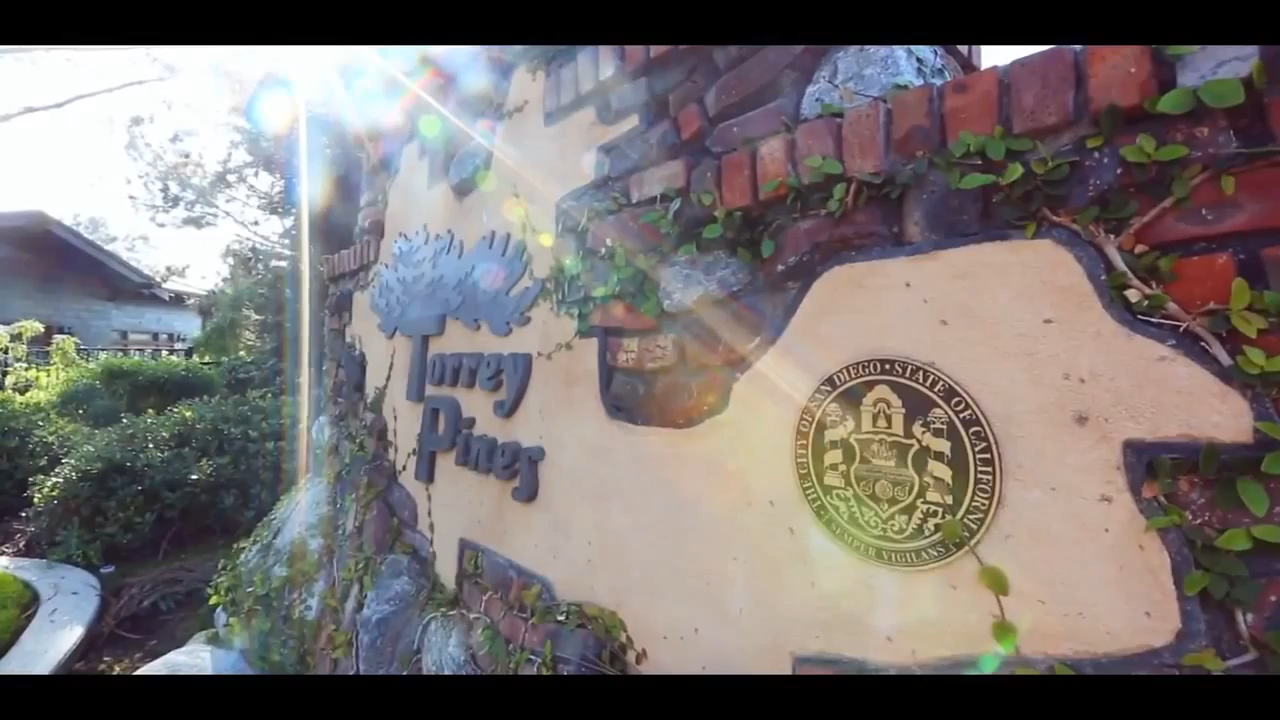 Torrey
Pines
THE CITY OF SAN DIEGO • STATE OF CALIFORNIA
SEMPER VIGILANS